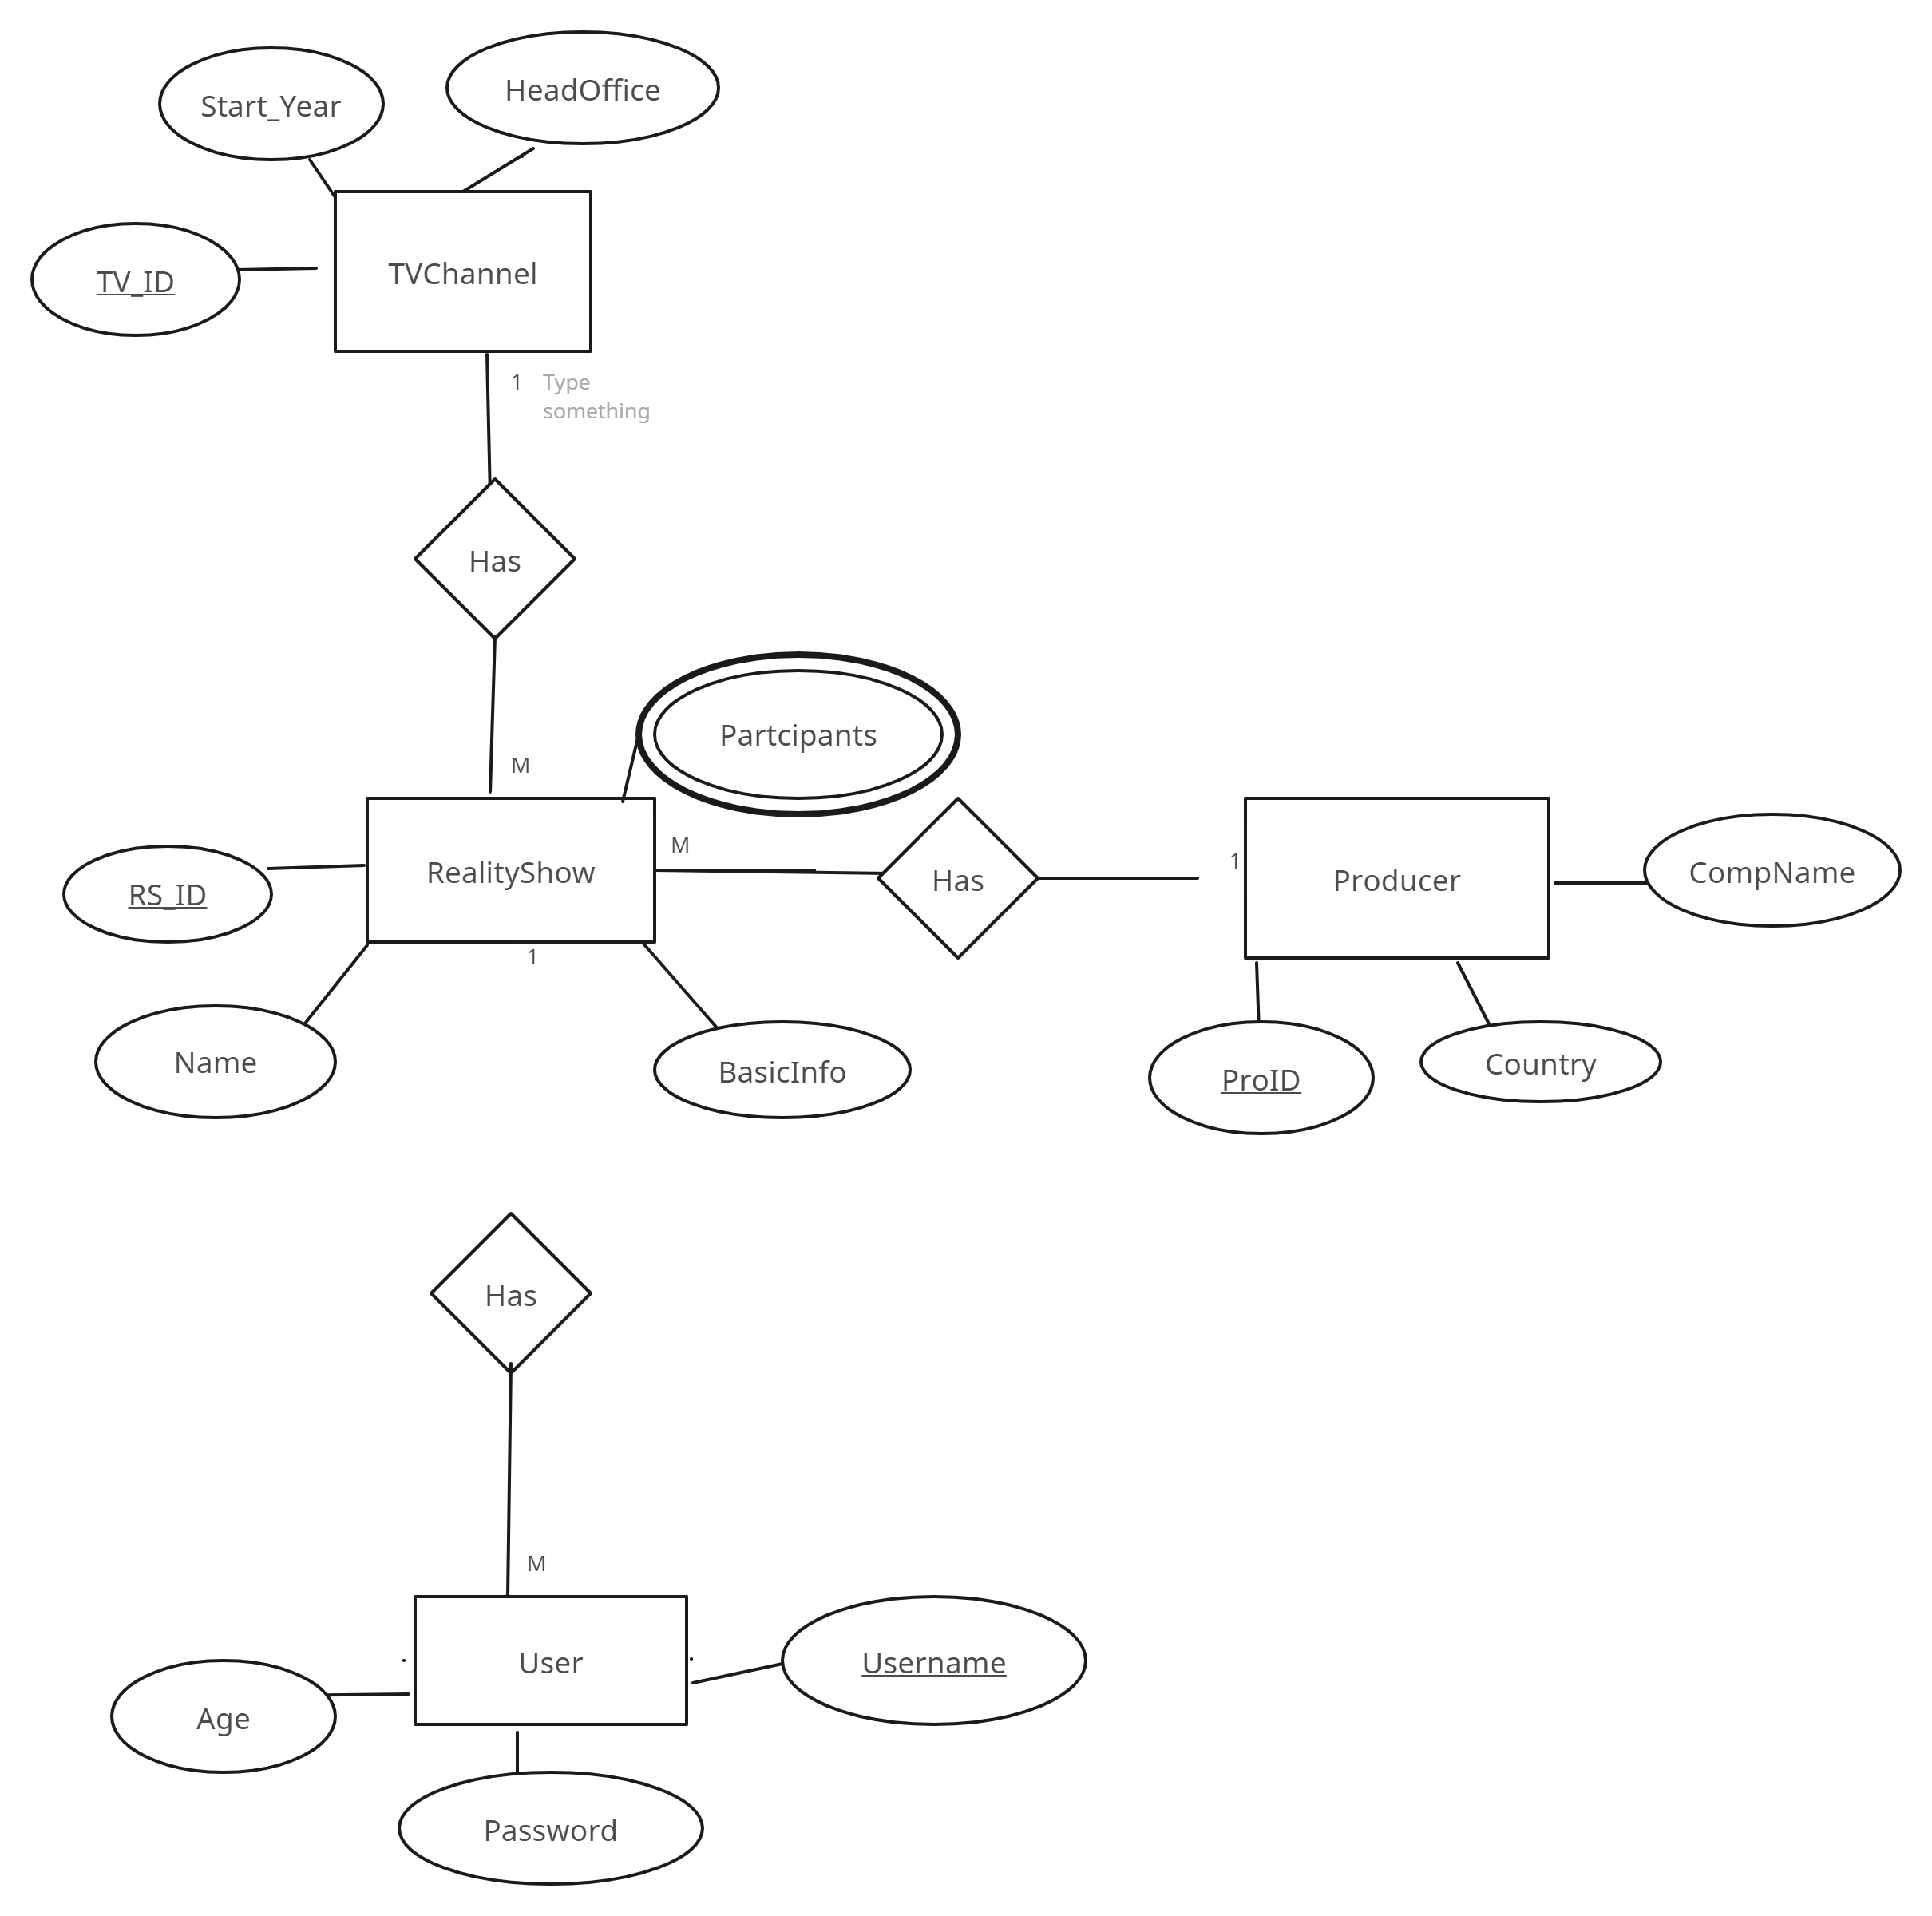 HeadOffice
Start_Year
TVChannel
TV_ID
1
Type
something
Has
Partcipants
M
M
1
RealityShow
Has
Producer
CompName
RS_ID
1
Name
BasicInfo
ProID
Country
Has
M
User
Username
Age
Password